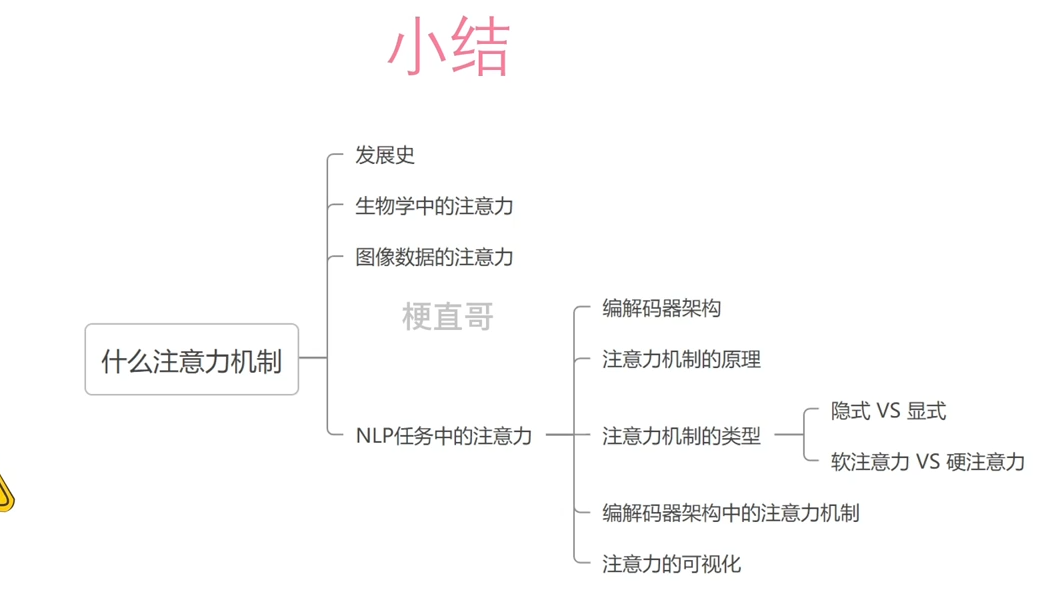 小结
发展史
生物学中的注意力
图像数据的注意力
梗直哥
什么注意力机制
NLP任务中的注意力
编解码器架构
注意力机制的原理
注意力机制的类型
隐式 VS 显式
软注意力 VS 硬注意力
编解码器架构中的注意力机制
注意力的可视化